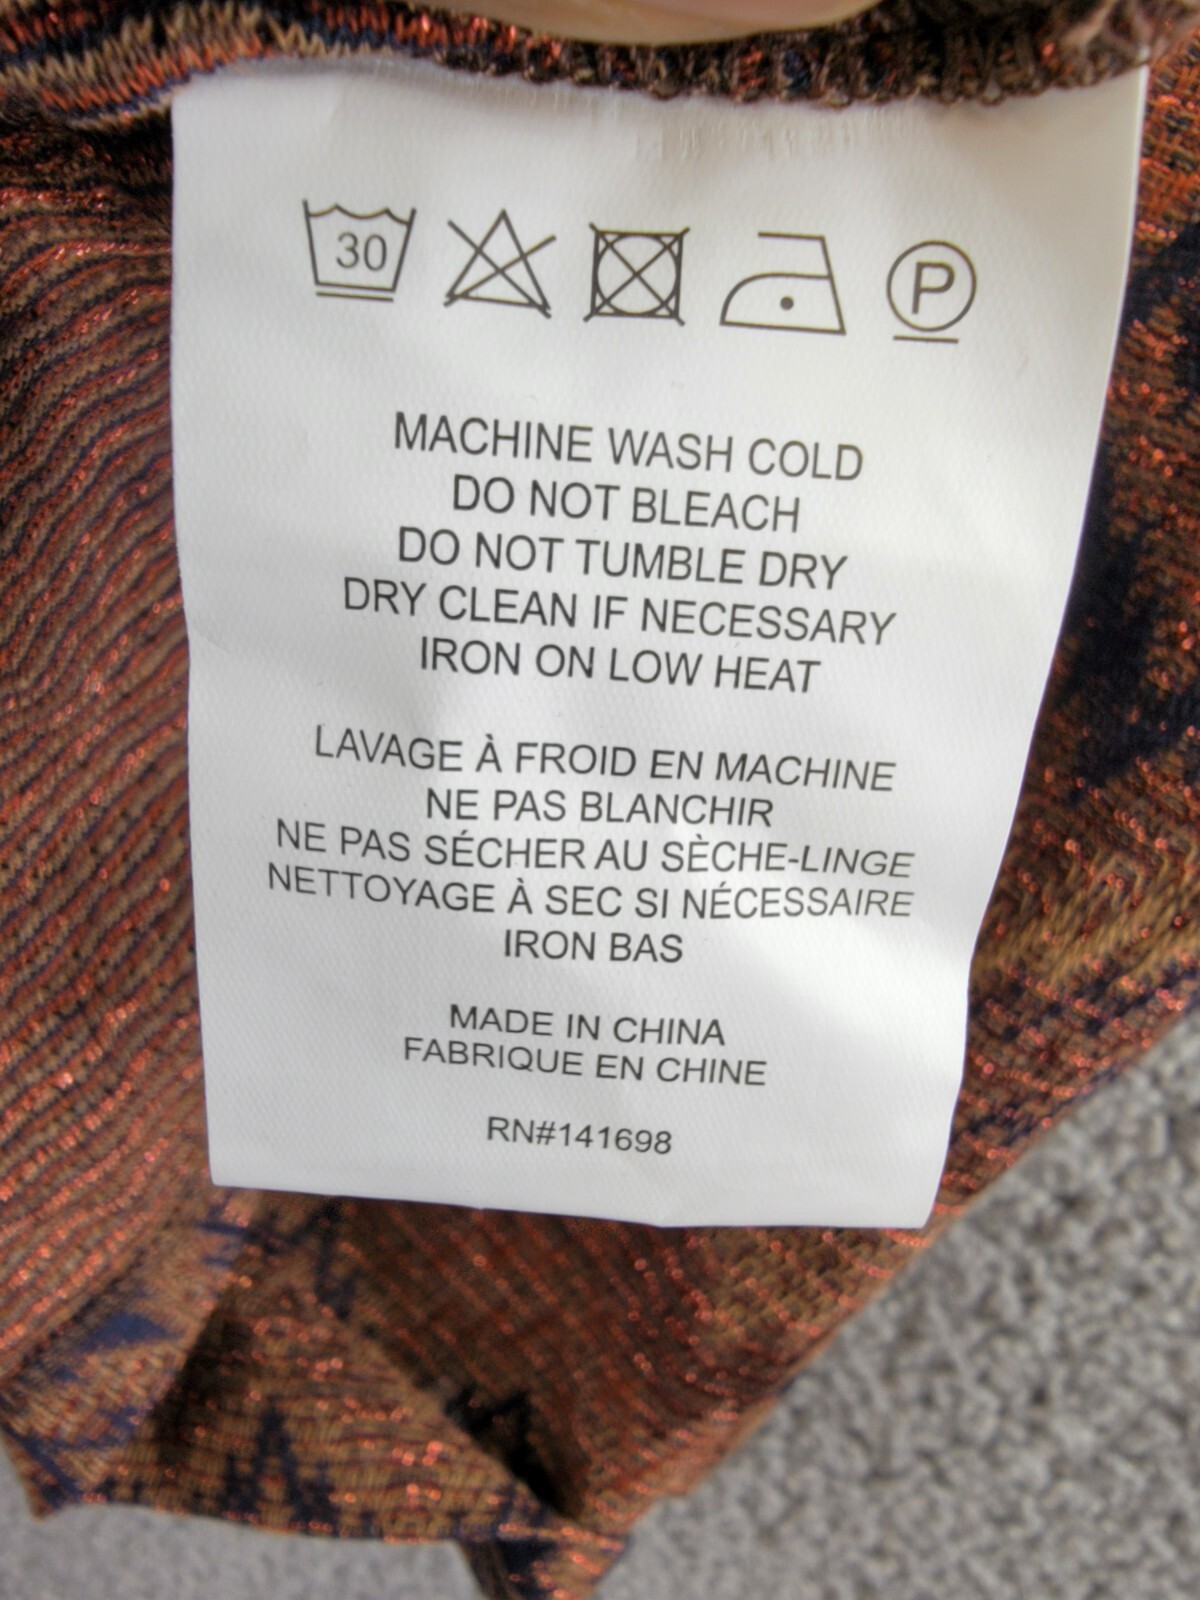 30 P
MACHINE WASH COLD
DO NOT BLEACH
DO NOT TUMBLE DRY
DRY CLEAN IF NECESSARY
IRON ON LOW HEAT
LAVAGE À FROID EN MACHINE
NE PAS BLANCHIR
NE PAS SÉCHER AU SÈCHE-LINGE
NETTOYAGE À SEC SI NÉCESSAIRE
IRON BAS
MADE IN CHINA
FABRIQUE EN CHINE
RN#141698